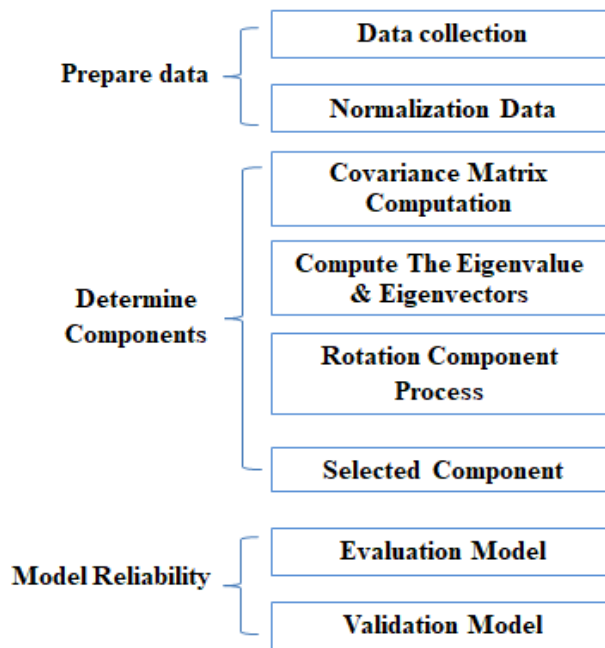 Data collection
Prepare data
Normalization Data
Covariance Matrix
Computation
Compute The Eigenvalue
& Eigenvectors
Determine
Components
Rotation Component
Process
Selected Component
Evaluation Model
Model Reliability
Validation Model